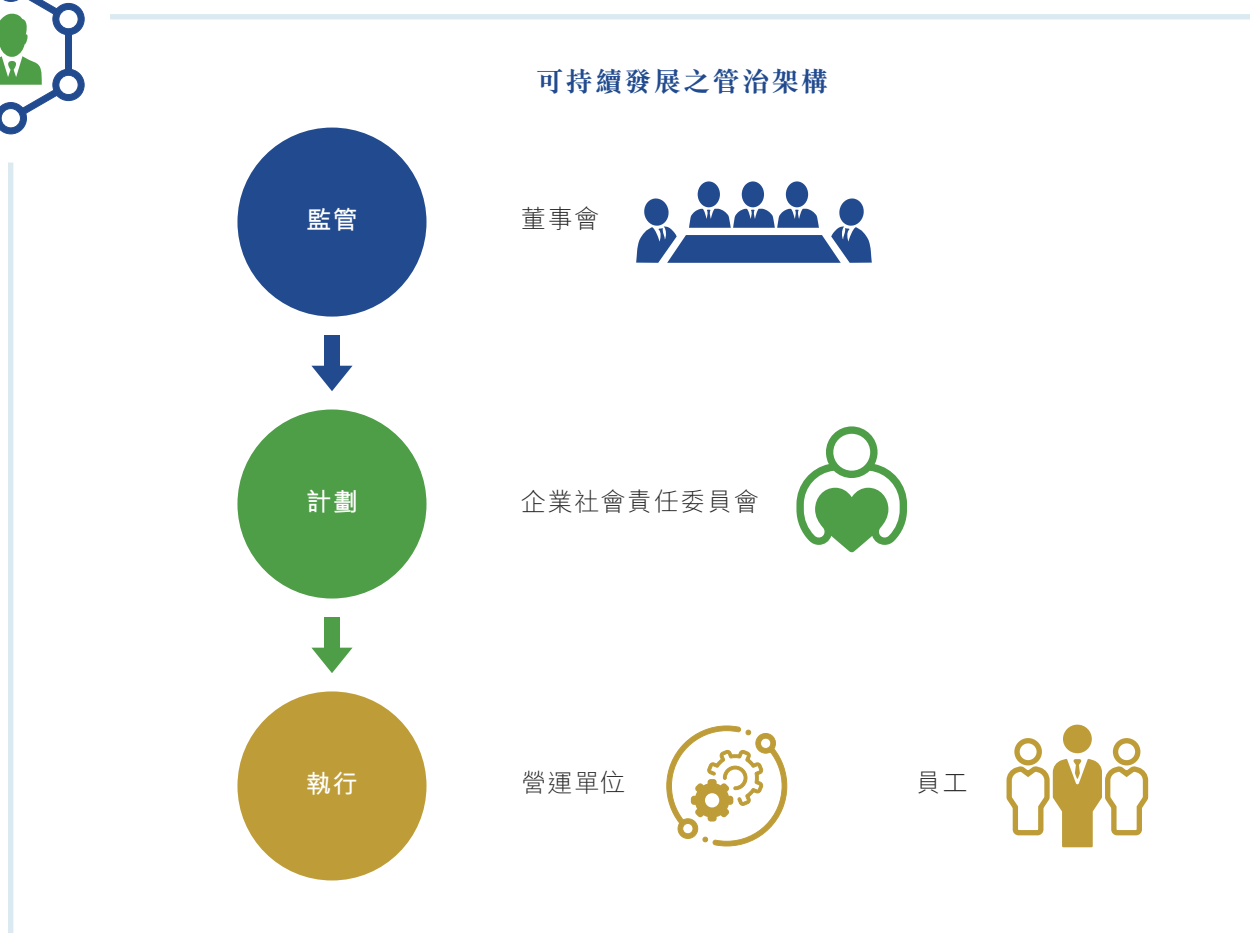 可持續發展之管治架構
監管
董事會
計劃
企業社會責任委員會
執行
營運單位
員工